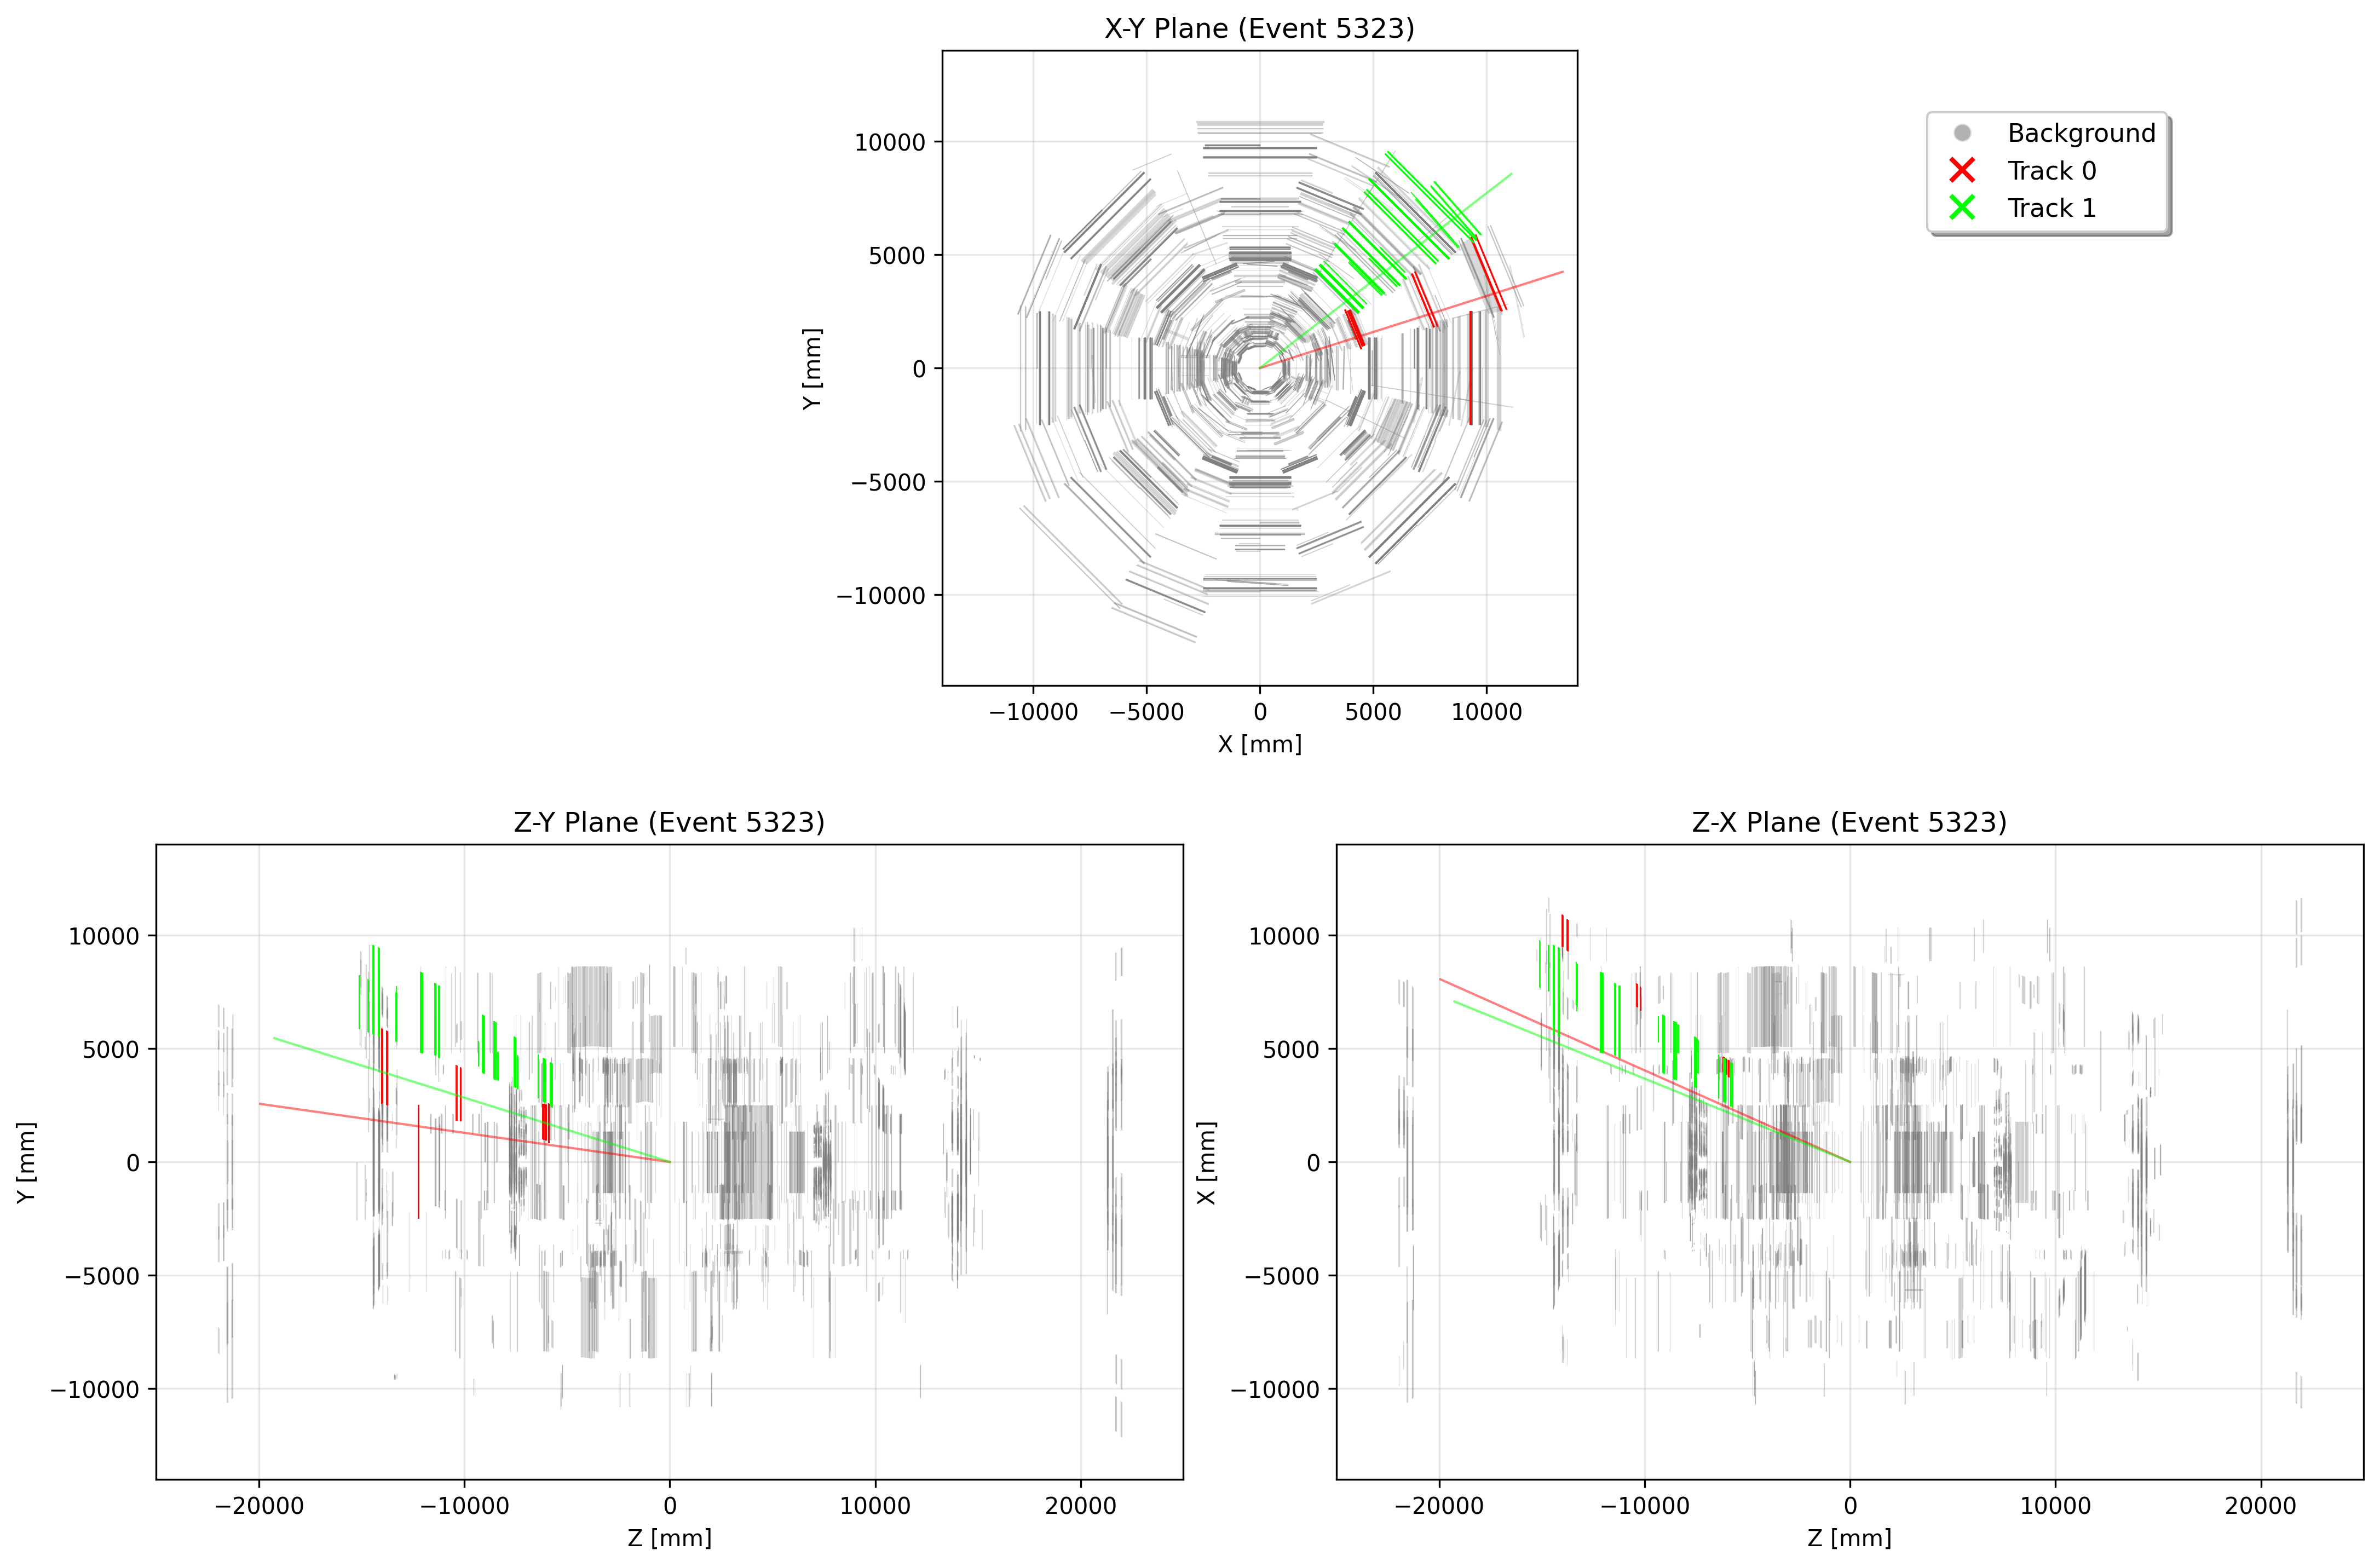 X-Y Plane (Event 5323)
Background
Track 0
Track 1
10000
5000
0
−5000
−10000
Y [mm]
−10000 −5000 0 5000 10000
X [mm]
Z-Y Plane (Event 5323)
10000
5000
0
−5000
−10000
Y [mm]
−20000 −10000 0 10000 20000
Z [mm]
Z-X Plane (Event 5323)
10000
5000
0
−5000
−10000
X [mm]
−20000 −10000 0 10000 20000
Z [mm]